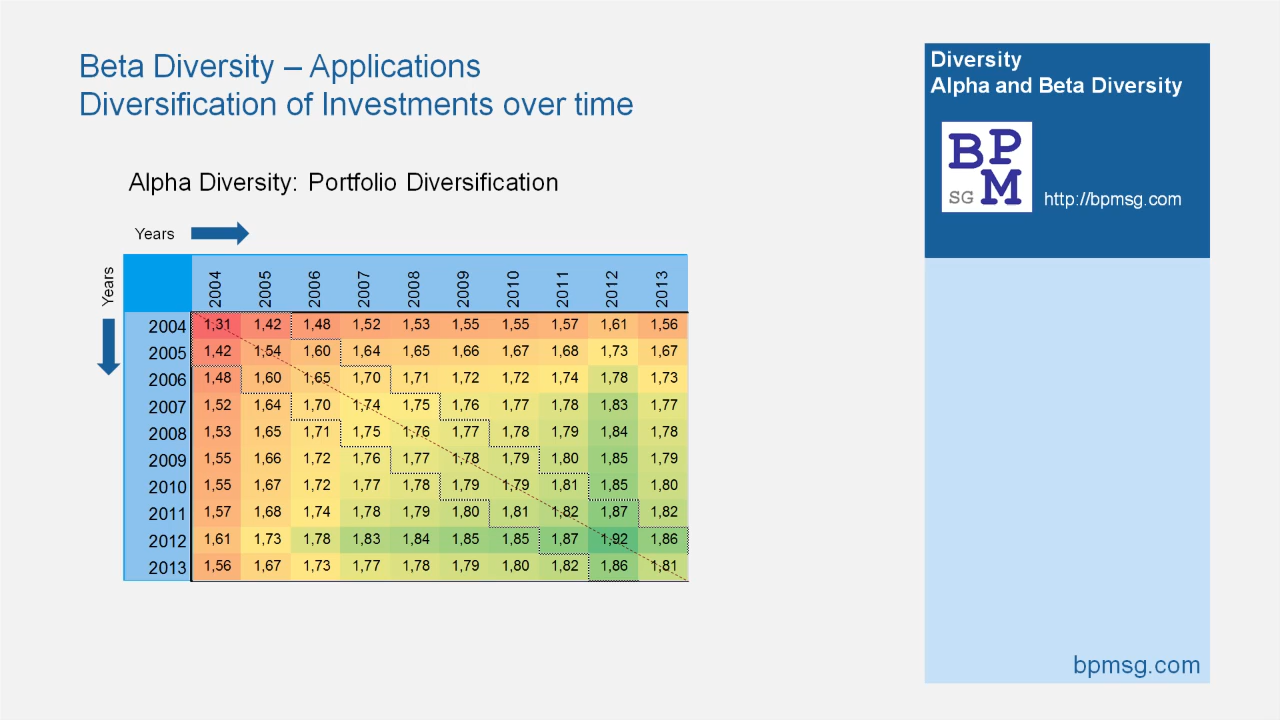 Beta Diversity – Applications
Diversification of Investments over time
Diversity
Alpha and Beta Diversity
BPM
SG
http://bpmsg.com
Alpha Diversity: Portfolio Diversification
Years
Years
2004 2005 2006 2007 2008 2009 2010 2011 2012 2013
2004 1,31 1,42 1,48 1,52 1,53 1,55 1,55 1,57 1,61 1,56
2005 1,42 1,54 1,60 1,64 1,65 1,66 1,67 1,68 1,73 1,67
2006 1,48 1,60 1,65 1,70 1,71 1,72 1,72 1,74 1,78 1,73
2007 1,52 1,64 1,70 1,74 1,75 1,76 1,77 1,78 1,83 1,77
2008 1,53 1,65 1,71 1,75 1,76 1,77 1,78 1,79 1,84 1,78
2009 1,55 1,66 1,72 1,76 1,77 1,78 1,79 1,80 1,85 1,79
2010 1,55 1,67 1,72 1,77 1,78 1,79 1,79 1,81 1,85 1,80
2011 1,57 1,68 1,74 1,78 1,79 1,80 1,81 1,82 1,87 1,82
2012 1,61 1,73 1,78 1,83 1,84 1,85 1,85 1,87 1,92 1,86
2013 1,56 1,67 1,73 1,77 1,78 1,79 1,80 1,82 1,86 1,81
bpmsg.com